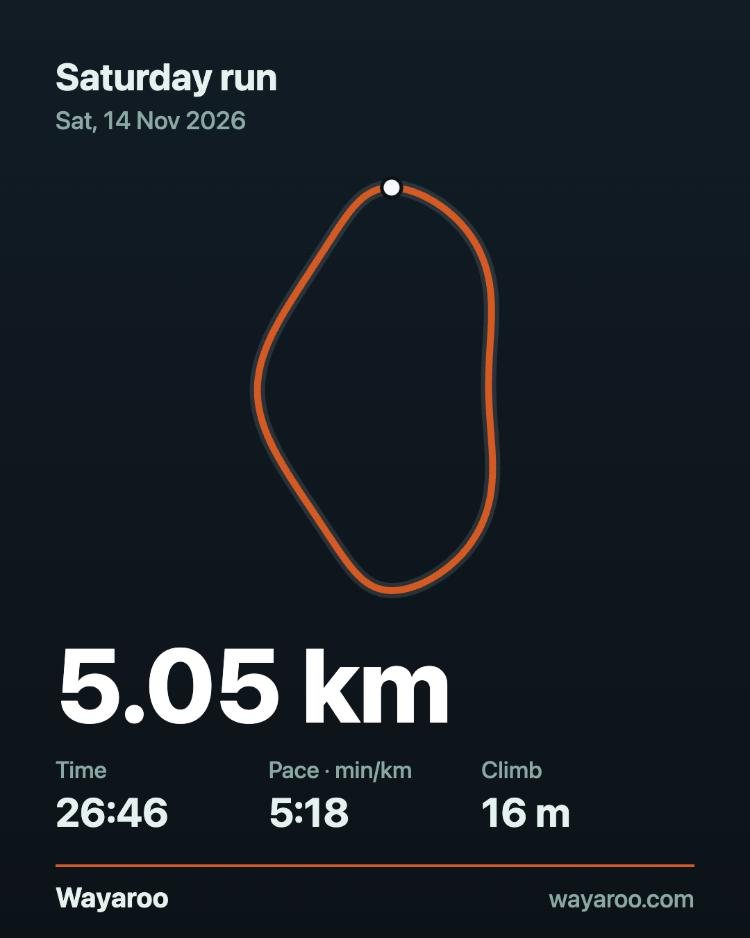 Saturday run
Sat, 14 Nov 2026
5.05 km
Time Pace · min/km Climb
26:46 5:18 16 m
Wayaroo wayaroo.com